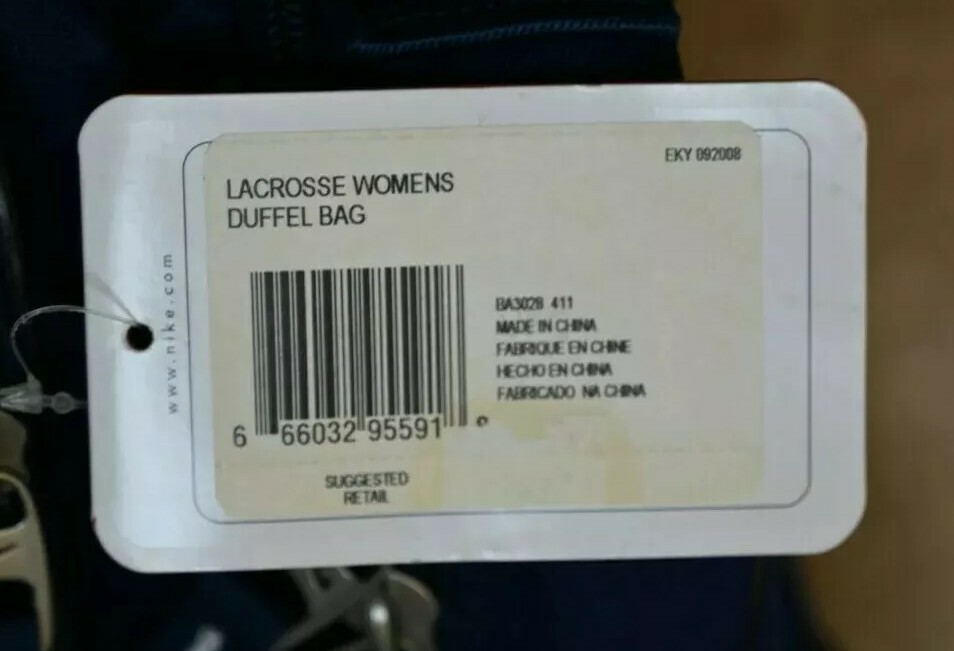 EKY 092008
LACROSSE WOMENS
DUFFEL BAG
www.nike.com
BA3028 411
MADE IN CHINA
FABRIQUE EN CHINE
HECHO EN CHINA
FABRICADO NA CHINA
6 66032 95591
SUGGESTED
RETAIL